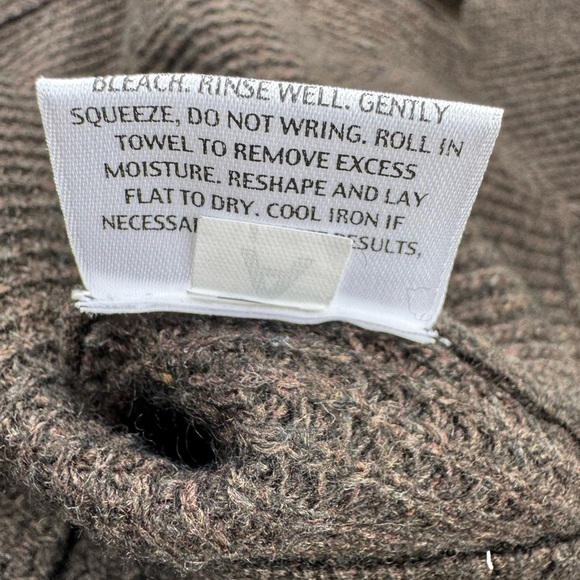 BLEACH. RINSE WELL. GENTLY
SQUEEZE, DO NOT WRING. ROLL IN
TOWEL TO REMOVE EXCESS
MOISTURE. RESHAPE AND LAY
FLAT TO DRY. COOL IRON IF
RESULTS,